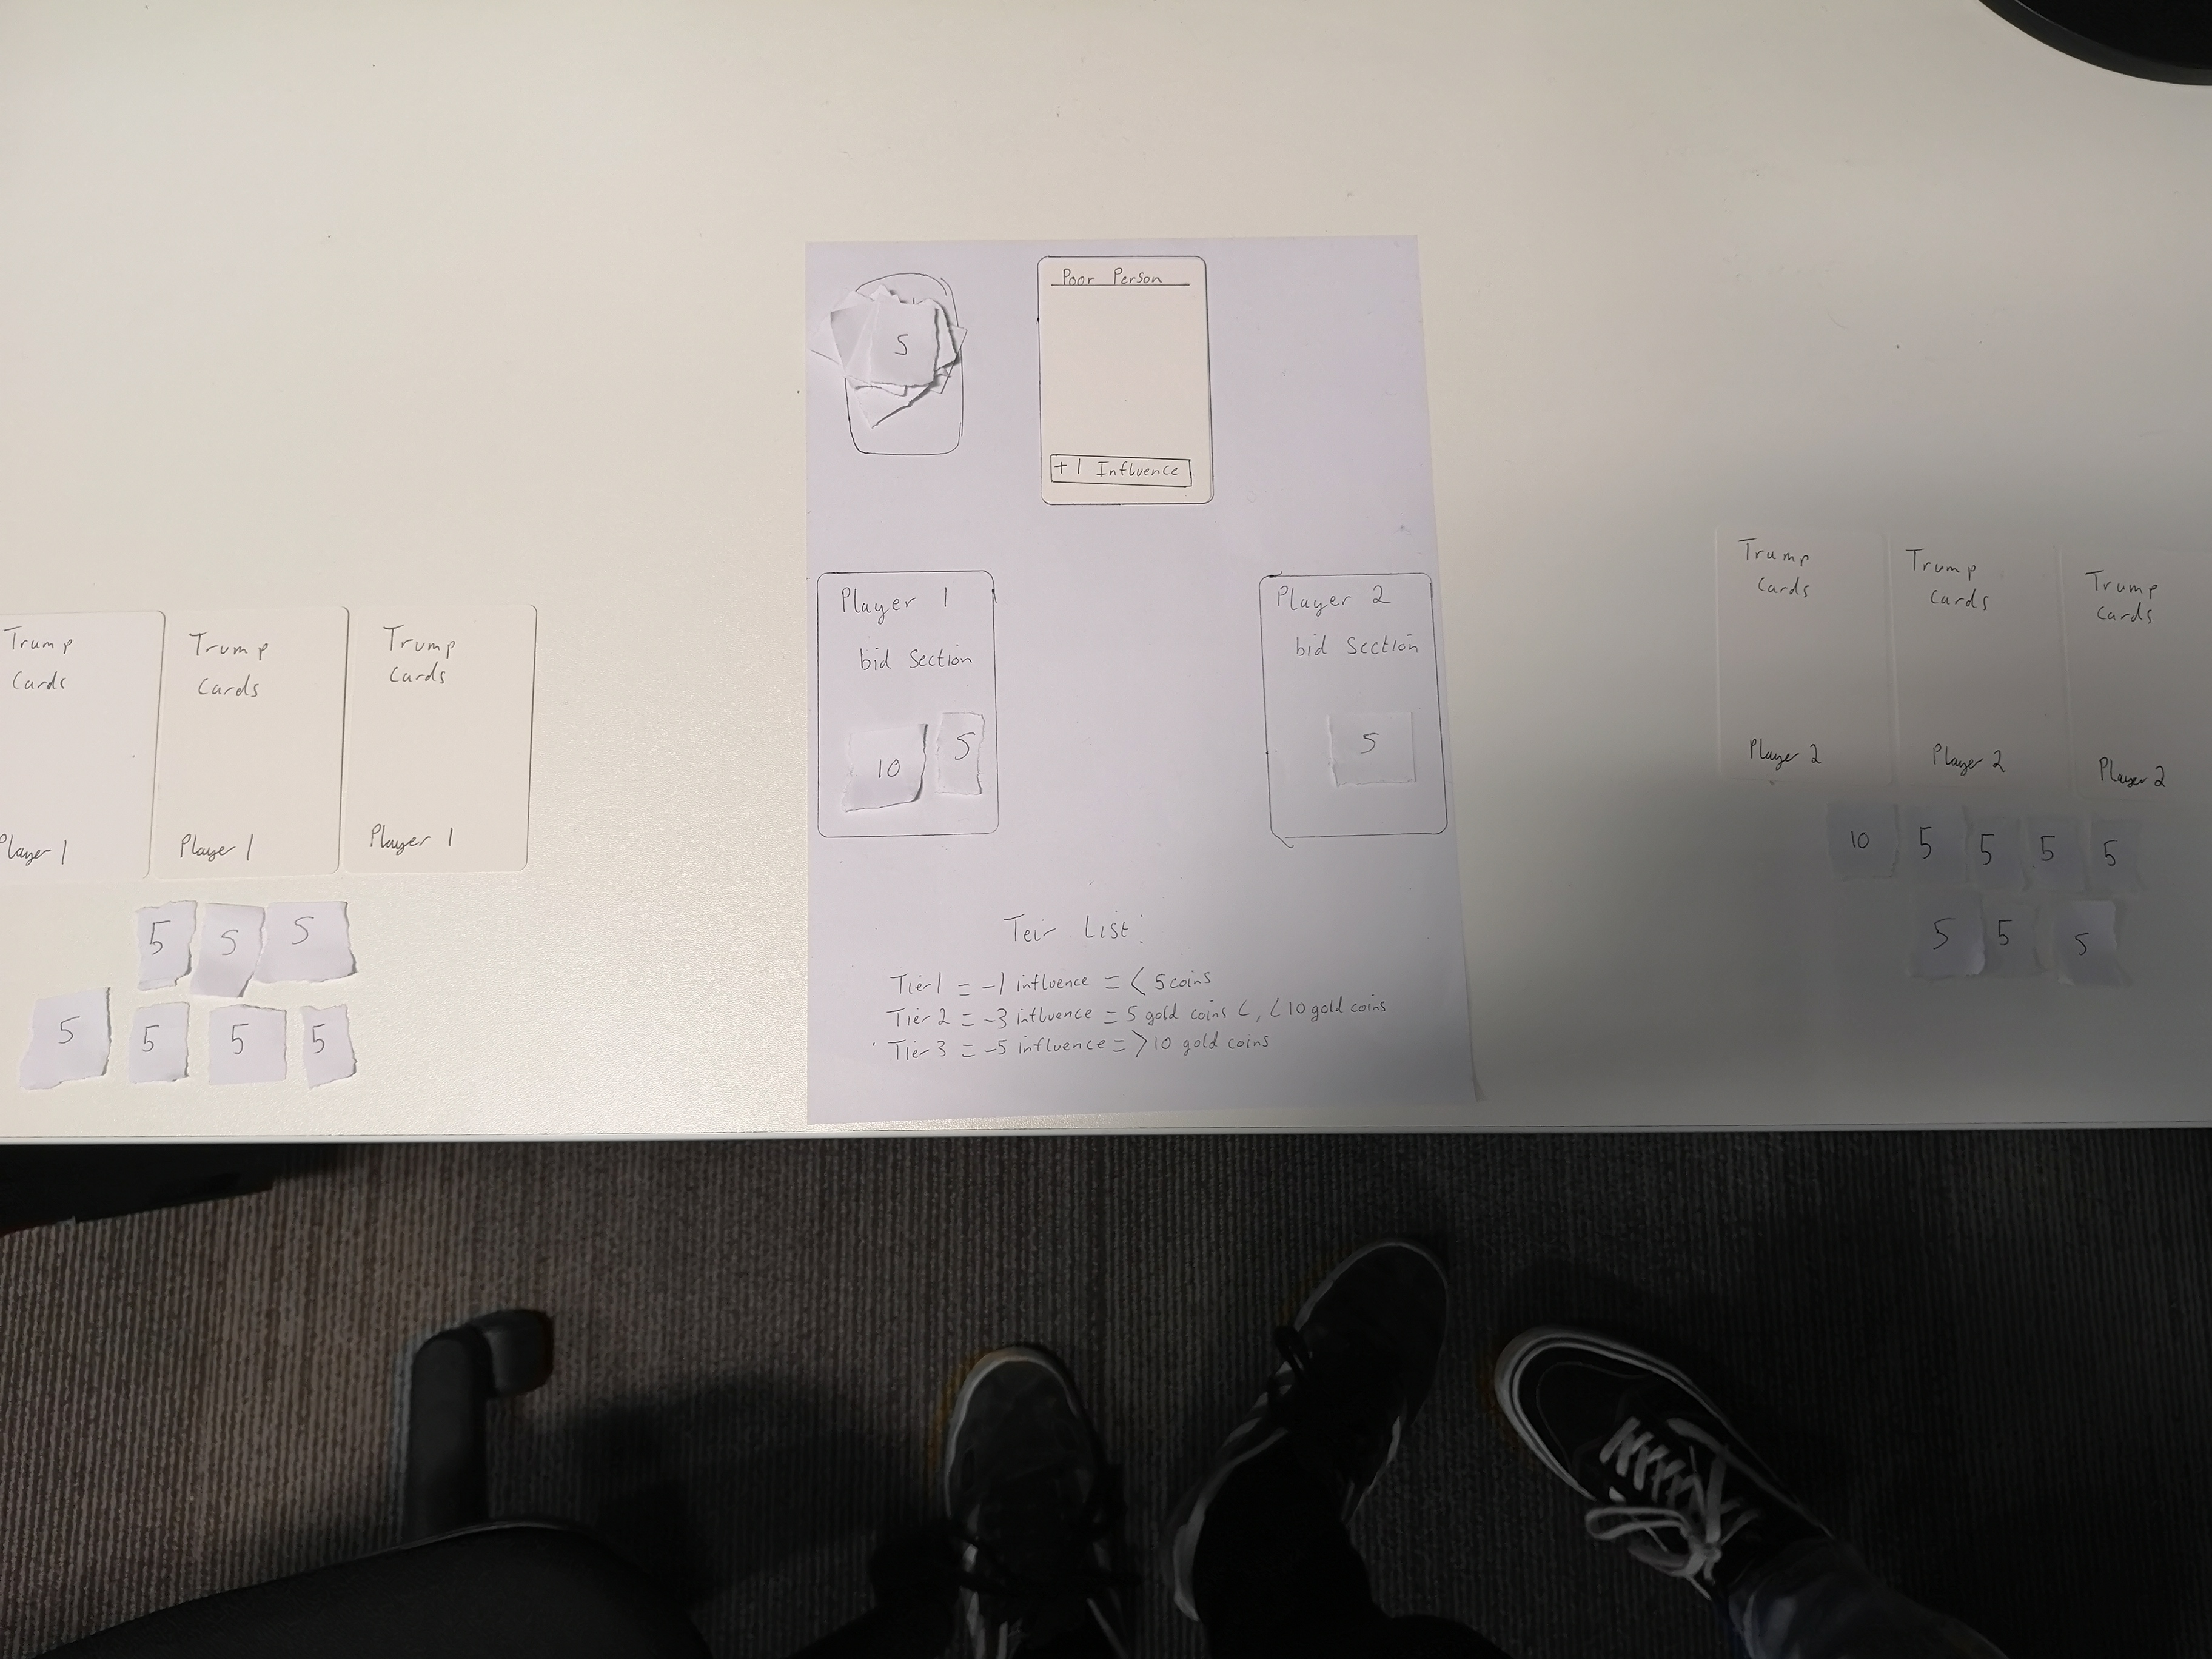 Poor Person
5
+1 Influence
Player 1
bid Section
10 5
Player 2
bid Section
5
Teir List:
Tier 1 = -1 influence = < 5 coins
Tier 2 = -3 influence = 5 gold coins <, < 10 gold coins
Tier 3 = -5 influence = > 10 gold coins
Trump
Cards
Player 1
Trump
Cards
Player 1
Trump
Cards
Player 1
5 5 5
5 5 5 5
Trump
Cards
Player 2
Trump
Cards
Player 2
Trump
Cards
Player 2
10 5 5 5 5
5 5 5